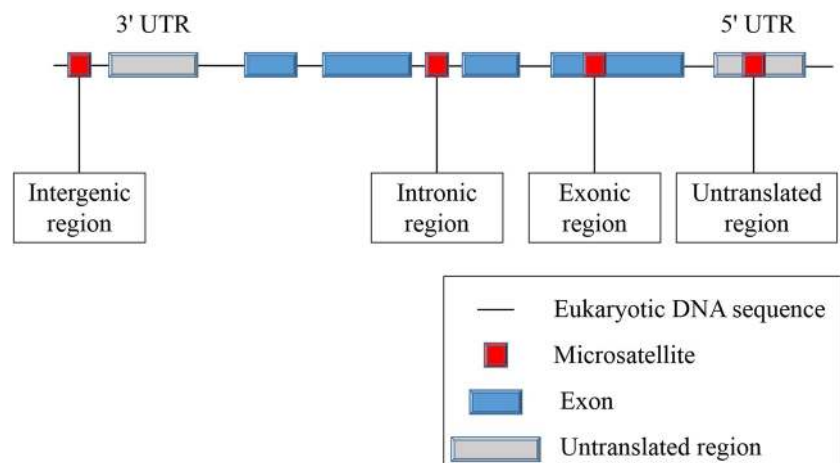 3' UTR
5' UTR
Intergenic
region
Intronic
region
Exonic
region
Untranslated
region
Eukaryotic DNA sequence
Microsatellite
Exon
Untranslated region